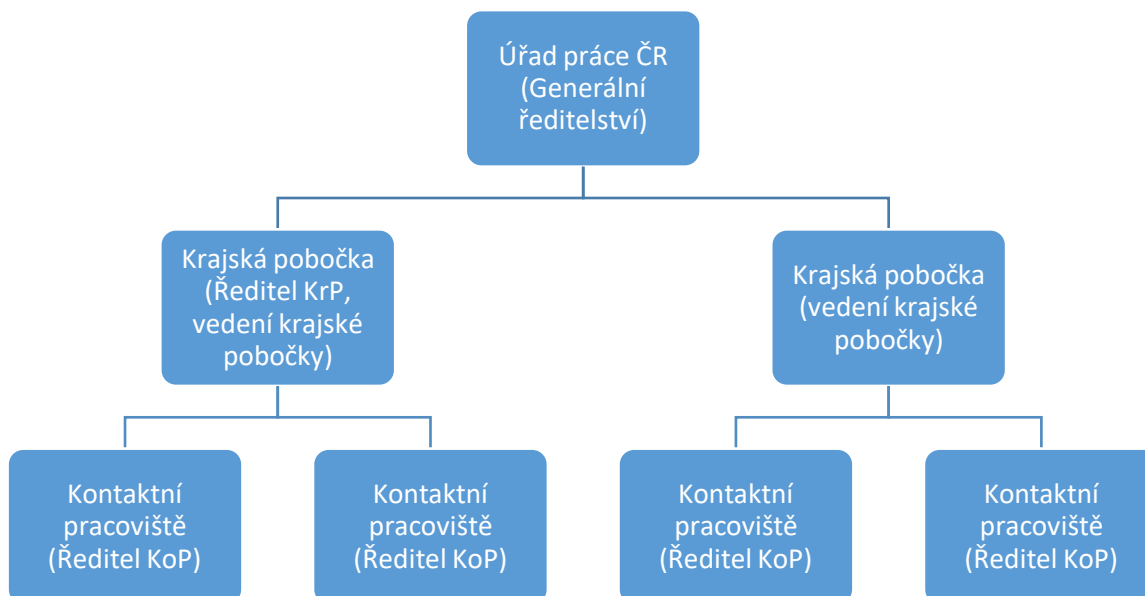 Úřad práce ČR
(Generální
ředitelství)
Krajská pobočka
(Ředitel KrP,
vedení krajské
pobočky)
Krajská pobočka
(vedení krajské
pobočky)
Kontaktní
pracoviště
(Ředitel KoP)
Kontaktní
pracoviště
(Ředitel KoP)
Kontaktní
pracoviště
(Ředitel KoP)
Kontaktní
pracoviště
(Ředitel KoP)